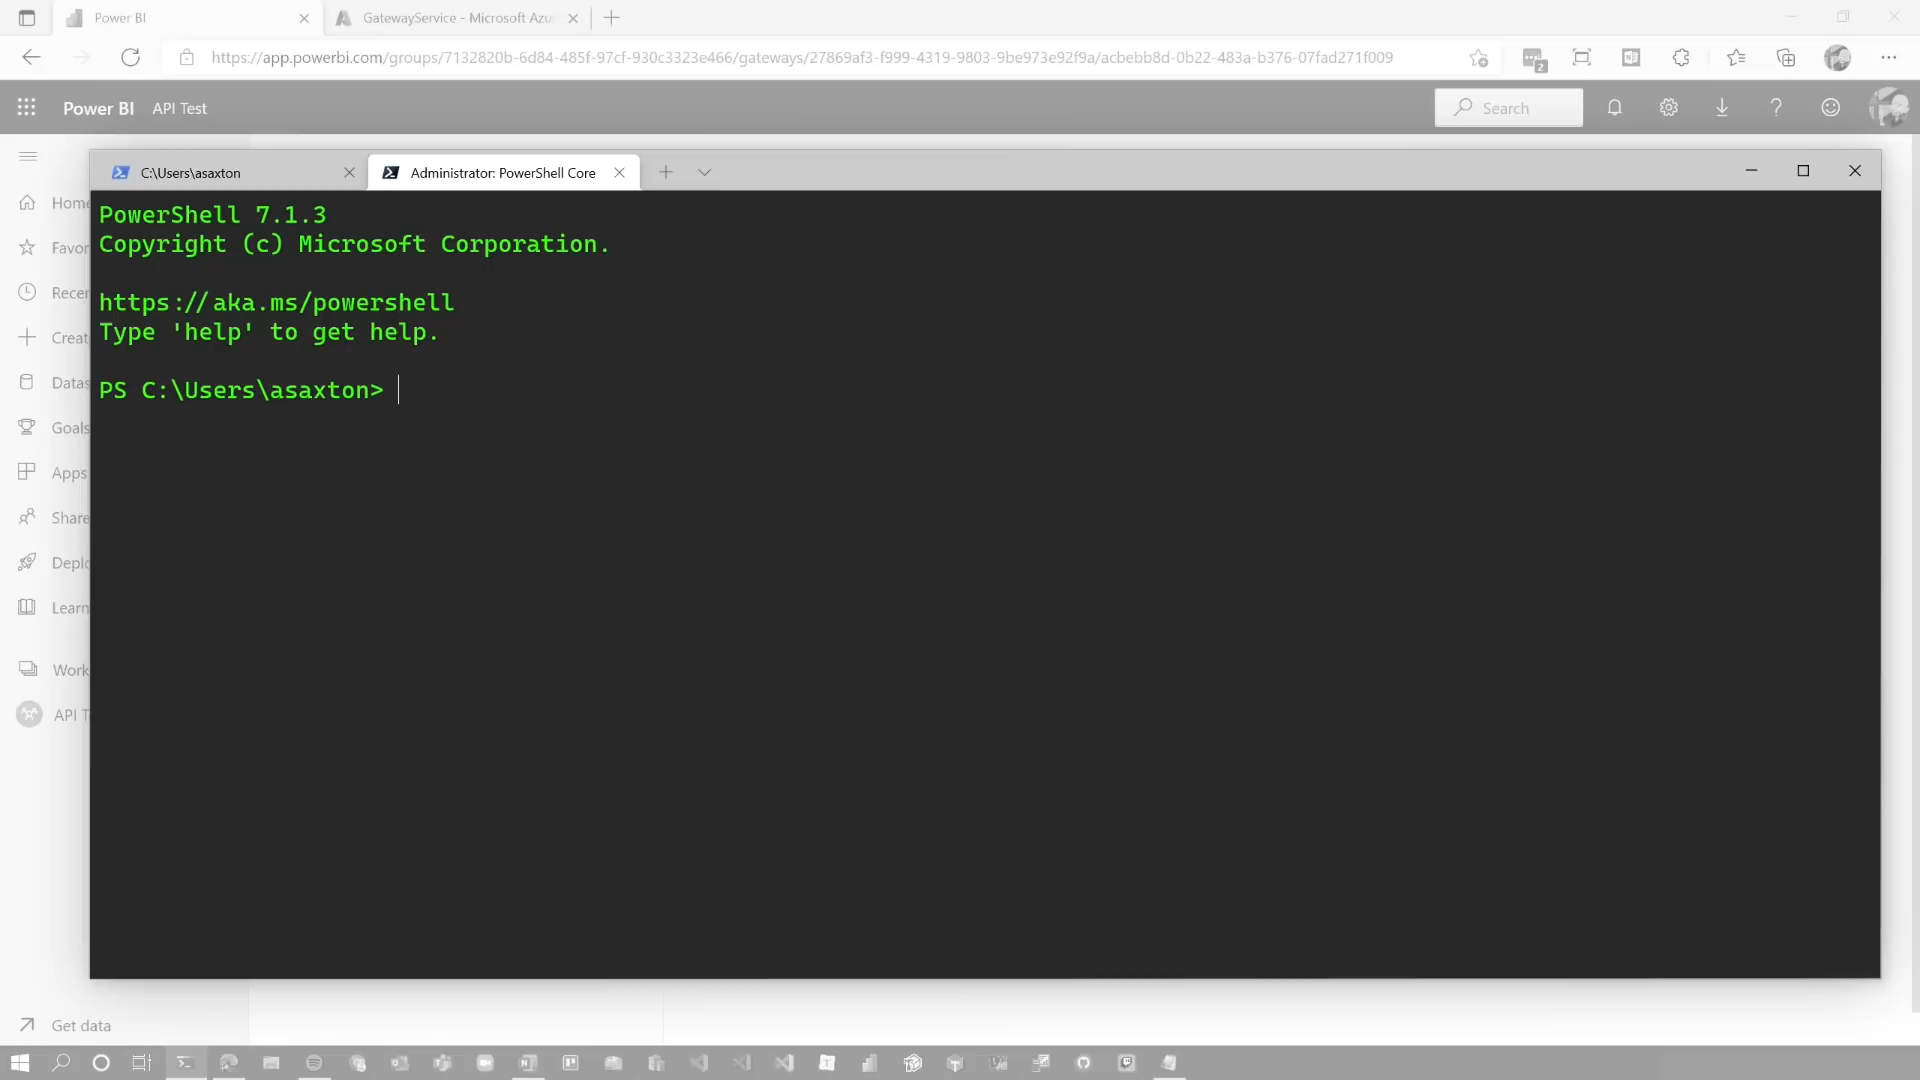 Power BI
GatewayService - Microsoft Azu
https://app.powerbi.com/groups/7132820b-6d84-485f-97cf-930c3323e466/gateways/27869af3-f999-4319-9803-9be973e92f9a/acbebb8d-0b22-483a-b376-07fad271f009
2
Power BI API Test
Search
C:\Users\asaxton
Administrator: PowerShell Core
PowerShell 7.1.3
Copyright (c) Microsoft Corporation.
https://aka.ms/powershell
Type 'help' to get help.
PS C:\Users\asaxton>
Home
Favor
Recer
Creat
Datas
Goals
Apps
Share
Deplo
Learn
Work
API T
Get data